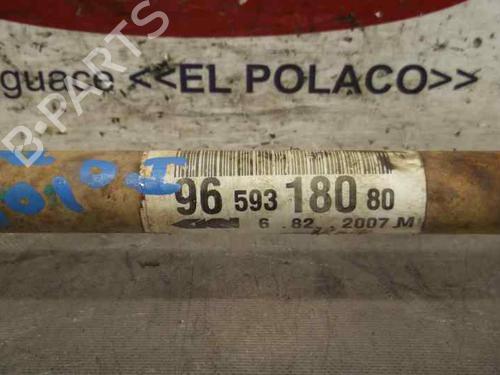 B-PARTS
guace <<EL POLACO>>
96 593 180 80
6 . 82 2007 M